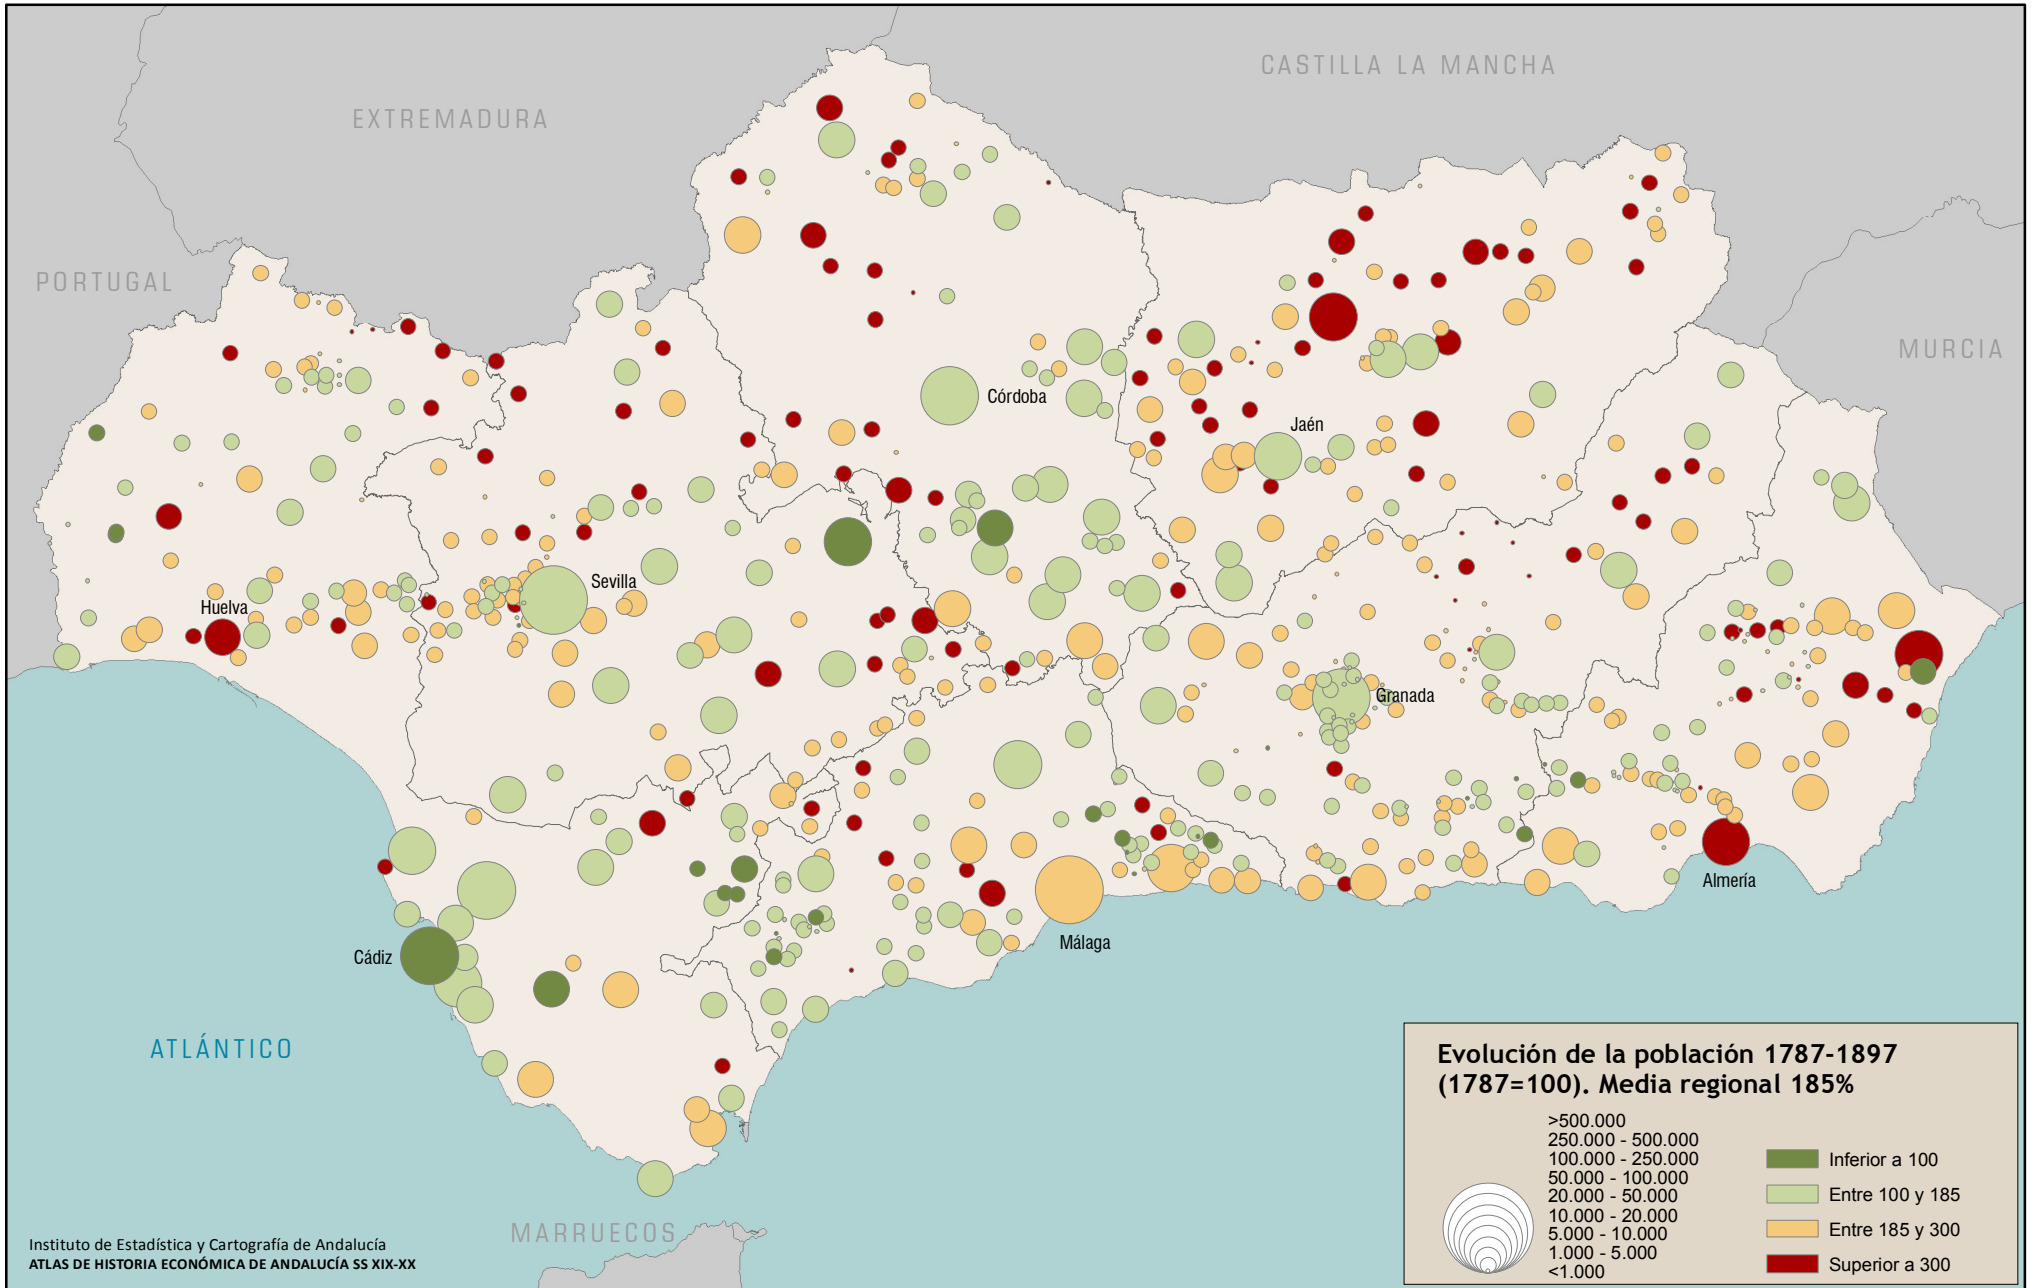 CASTILLA LA MANCHA
EXTREMADURA
PORTUGAL
MURCIA
Córdoba
Jaén
Sevilla
Huelva
Granada
Almería
Málaga
Cádiz
ATLÁNTICO
MARRUECOS
Evolución de la población 1787-1897
(1787=100). Media regional 185%
>500.000
250.000 - 500.000
100.000 - 250.000
50.000 - 100.000
20.000 - 50.000
10.000 - 20.000
5.000 - 10.000
1.000 - 5.000
<1.000
Inferior a 100
Entre 100 y 185
Entre 185 y 300
Superior a 300
Instituto de Estadística y Cartografía de Andalucía
ATLAS DE HISTORIA ECONÓMICA DE ANDALUCÍA SS XIX-XX